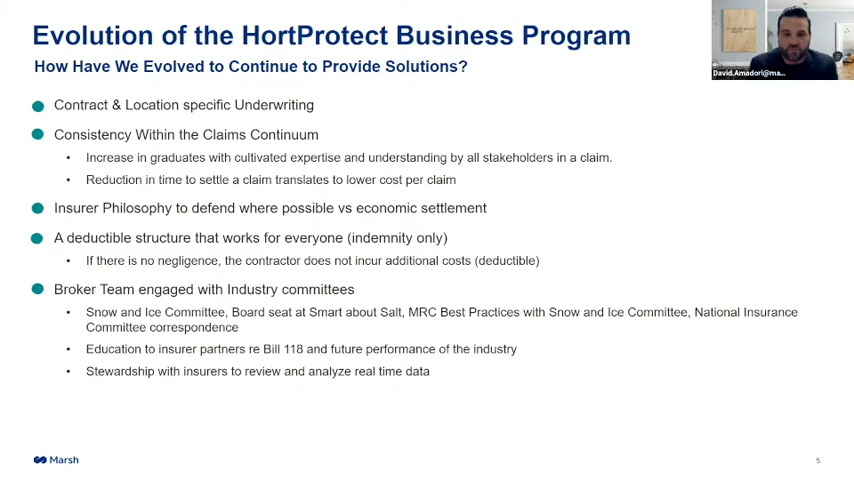 Evolution of the HortProtect Business Program
How Have We Evolved to Continue to Provide Solutions?
David.Amadori@ma...
Contract & Location specific Underwriting
Consistency Within the Claims Continuum
Increase in graduates with cultivated expertise and understanding by all stakeholders in a claim.
Reduction in time to settle a claim translates to lower cost per claim
Insurer Philosophy to defend where possible vs economic settlement
A deductible structure that works for everyone (indemnity only)
If there is no negligence, the contractor does not incur additional costs (deductible)
Broker Team engaged with Industry committees
Snow and Ice Committee, Board seat at Smart about Salt, MRC Best Practices with Snow and Ice Committee, National Insurance
Committee correspondence
Education to insurer partners re Bill 118 and future performance of the industry
Stewardship with insurers to review and analyze real time data
Marsh
5